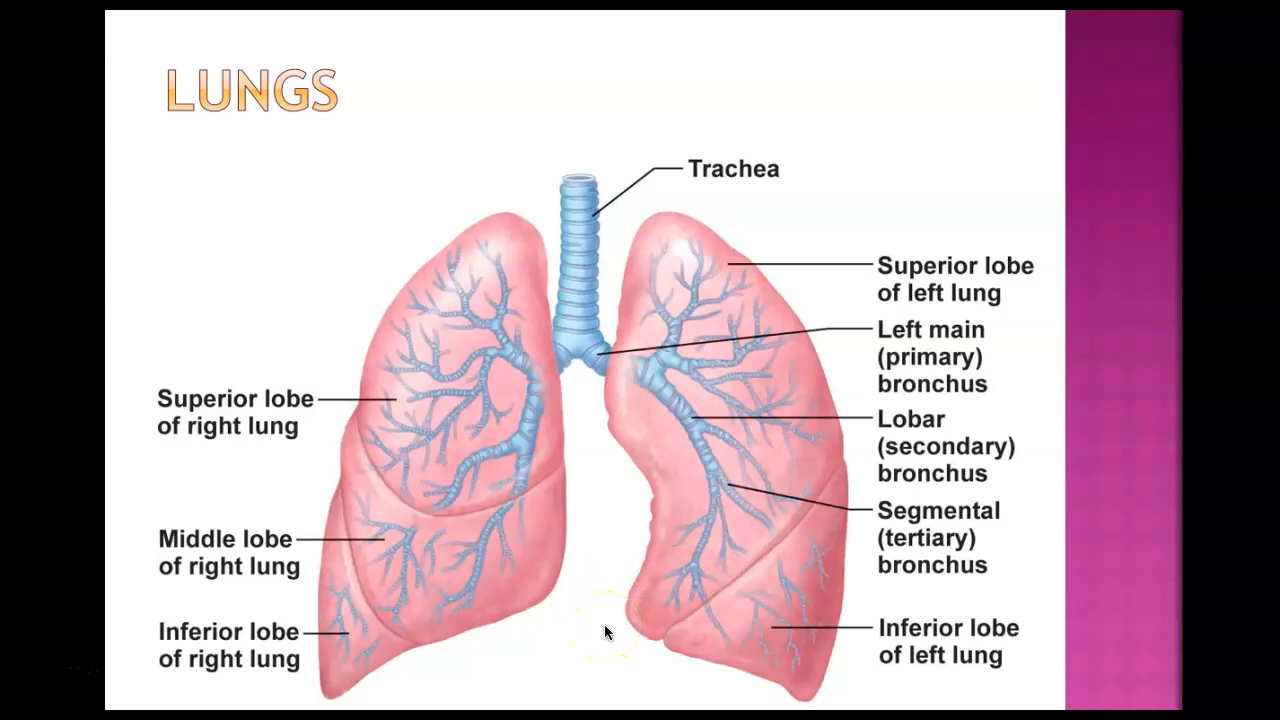 LUNGS
Trachea
Superior lobe
of left lung
Left main
(primary)
bronchus
Superior lobe
of right lung
Lobar
(secondary)
bronchus
Segmental
(tertiary)
bronchus
Middle lobe
of right lung
Inferior lobe
of right lung
Inferior lobe
of left lung